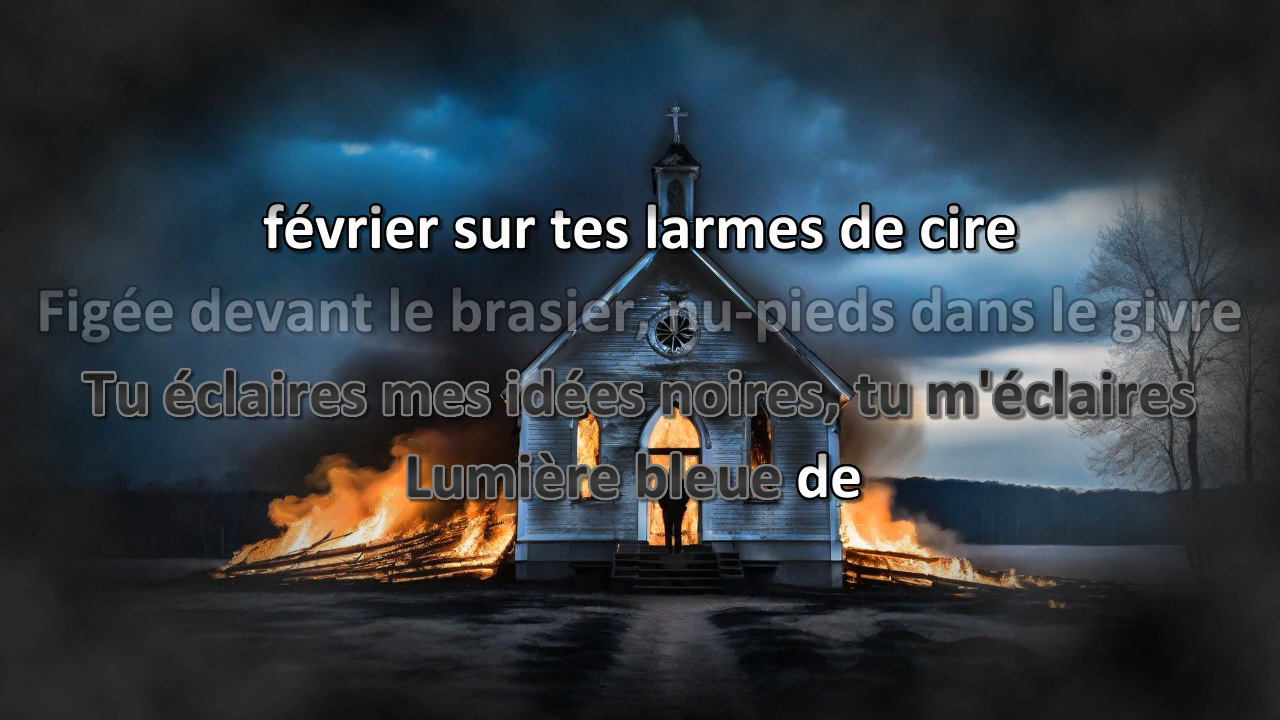 février sur tes larmes de cire
Figée devant le brasier, nu-pieds dans le givre
Tu éclaires mes idées noires, tu m'éclaires
Lumière bleue de